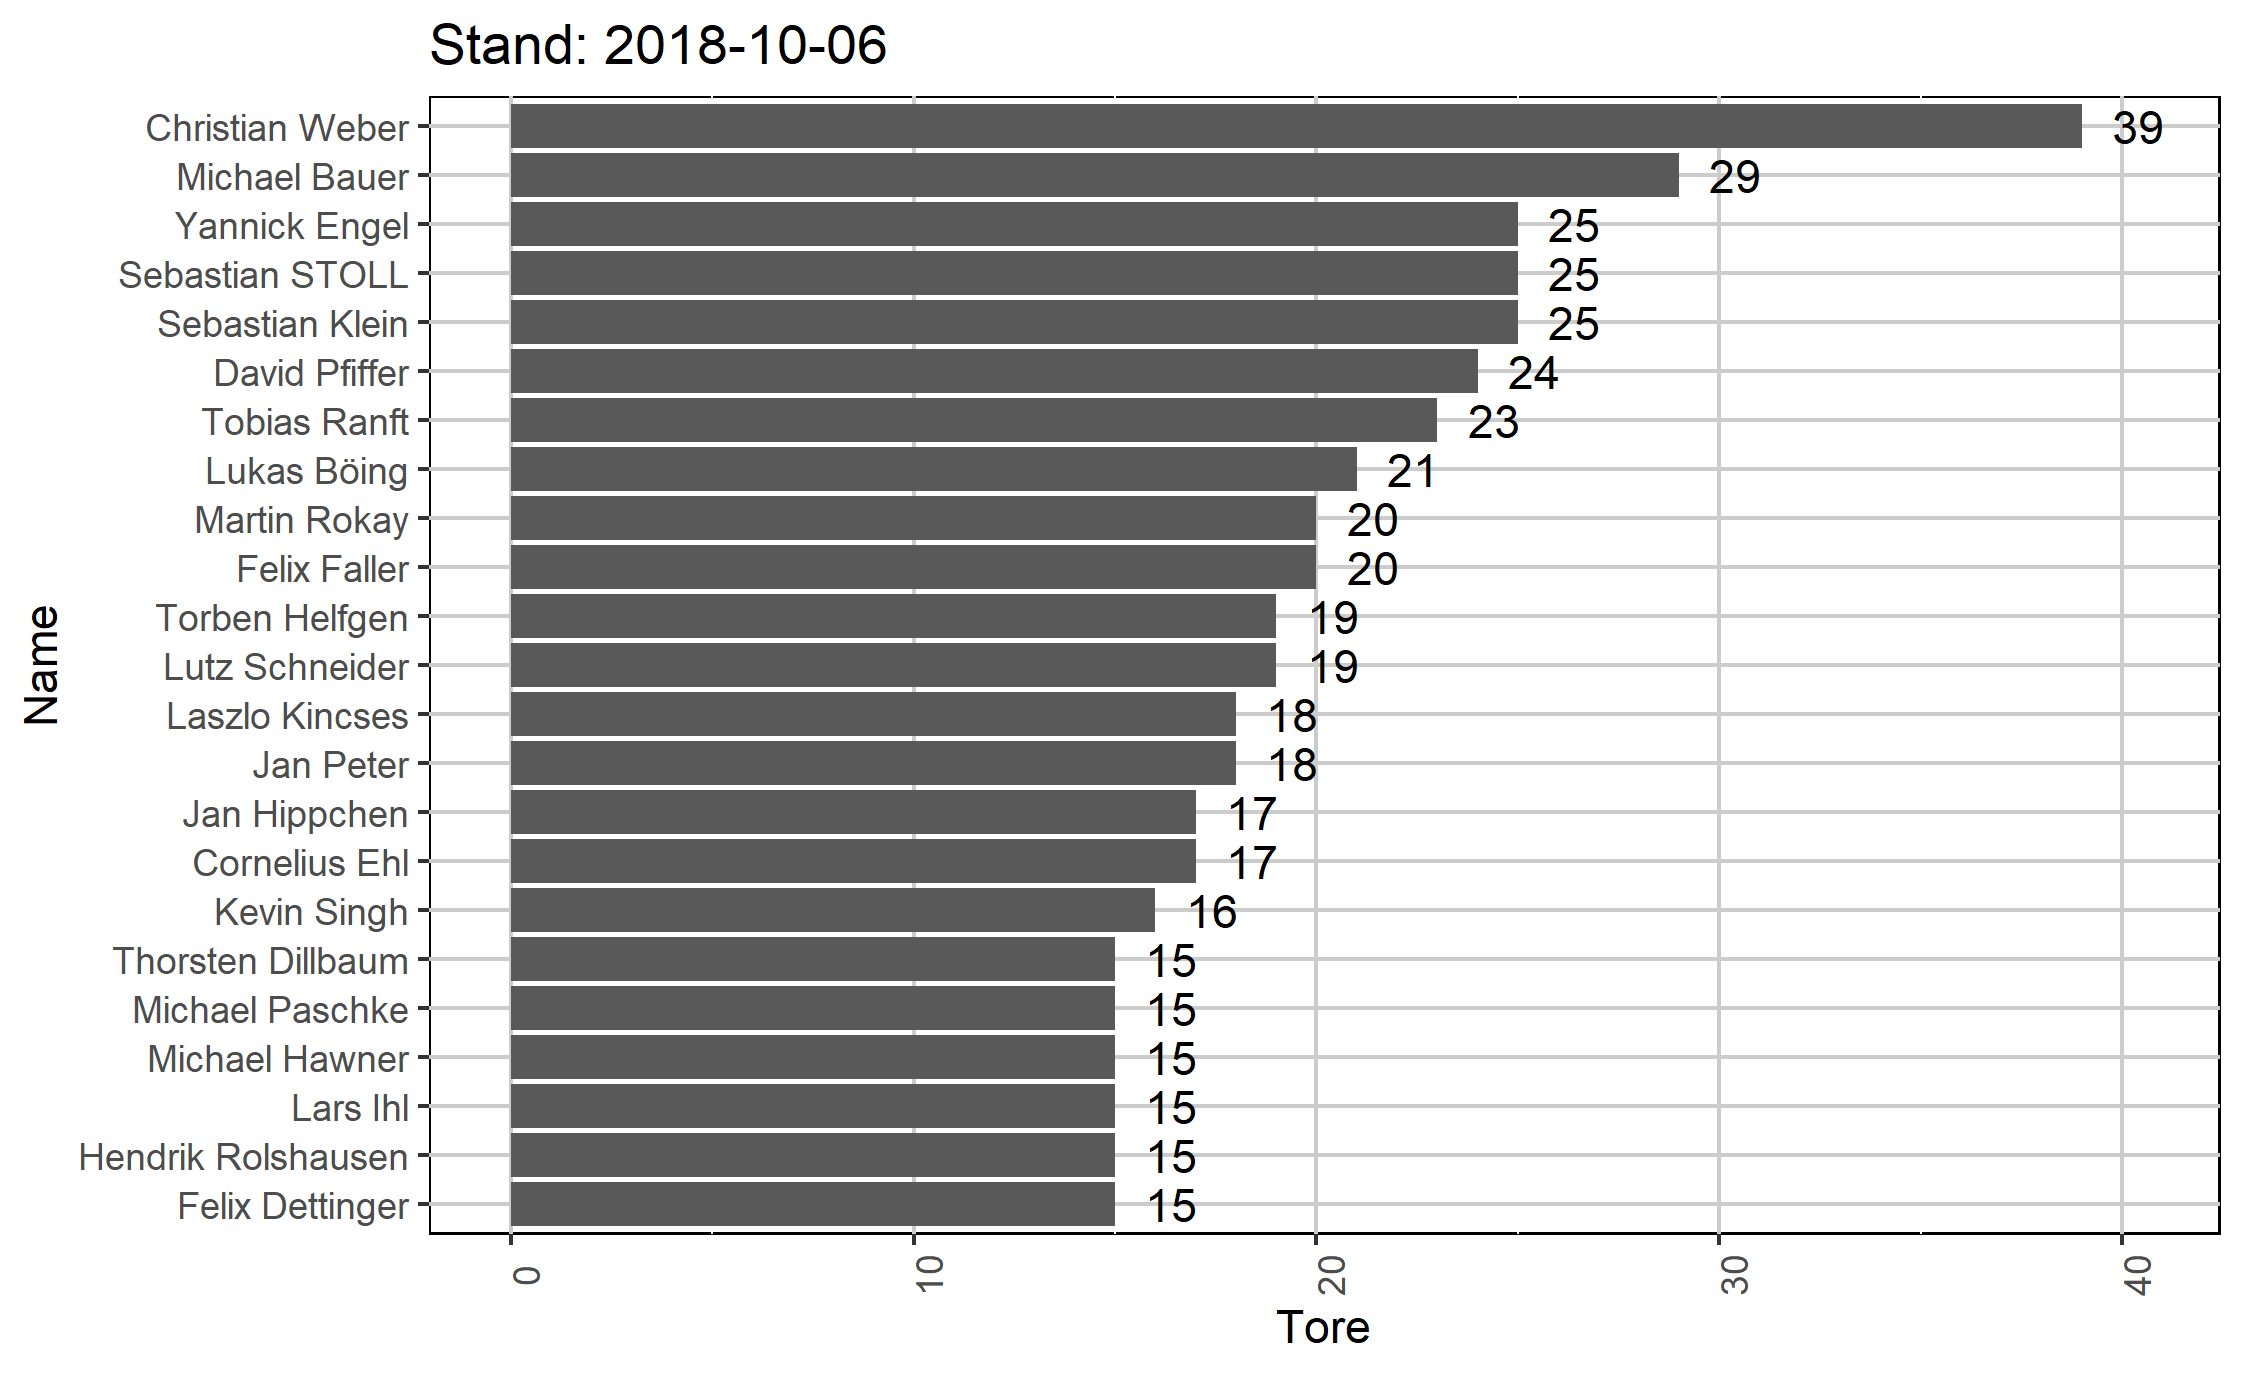 Stand: 2018-10-06
Christian Weber 39
Michael Bauer 29
Yannick Engel 25
Sebastian STOLL 25
Sebastian Klein 25
David Pfiffer 24
Tobias Ranft 23
Lukas Böing 21
Martin Rokay 20
Felix Faller 20
Torben Helfgen 19
Lutz Schneider 19
Laszlo Kincses 18
Jan Peter 18
Jan Hippchen 17
Cornelius Ehl 17
Kevin Singh 16
Thorsten Dillbaum 15
Michael Paschke 15
Michael Hawner 15
Lars Ihl 15
Hendrik Rolshausen 15
Felix Dettinger 15
Name
0 10 20 30 40
Tore